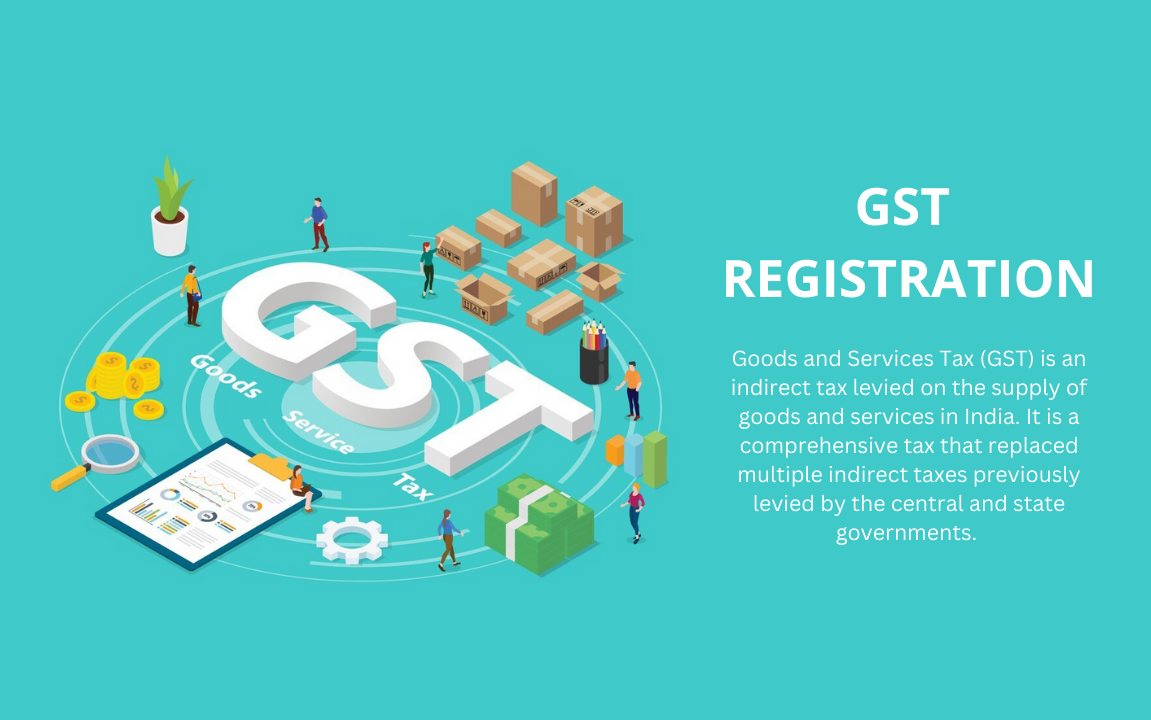 GST
Goods
Service
Tax
GST
REGISTRATION
Goods and Services Tax (GST) is an
indirect tax levied on the supply of
goods and services in India. It is a
comprehensive tax that replaced
multiple indirect taxes previously
levied by the central and state
governments.